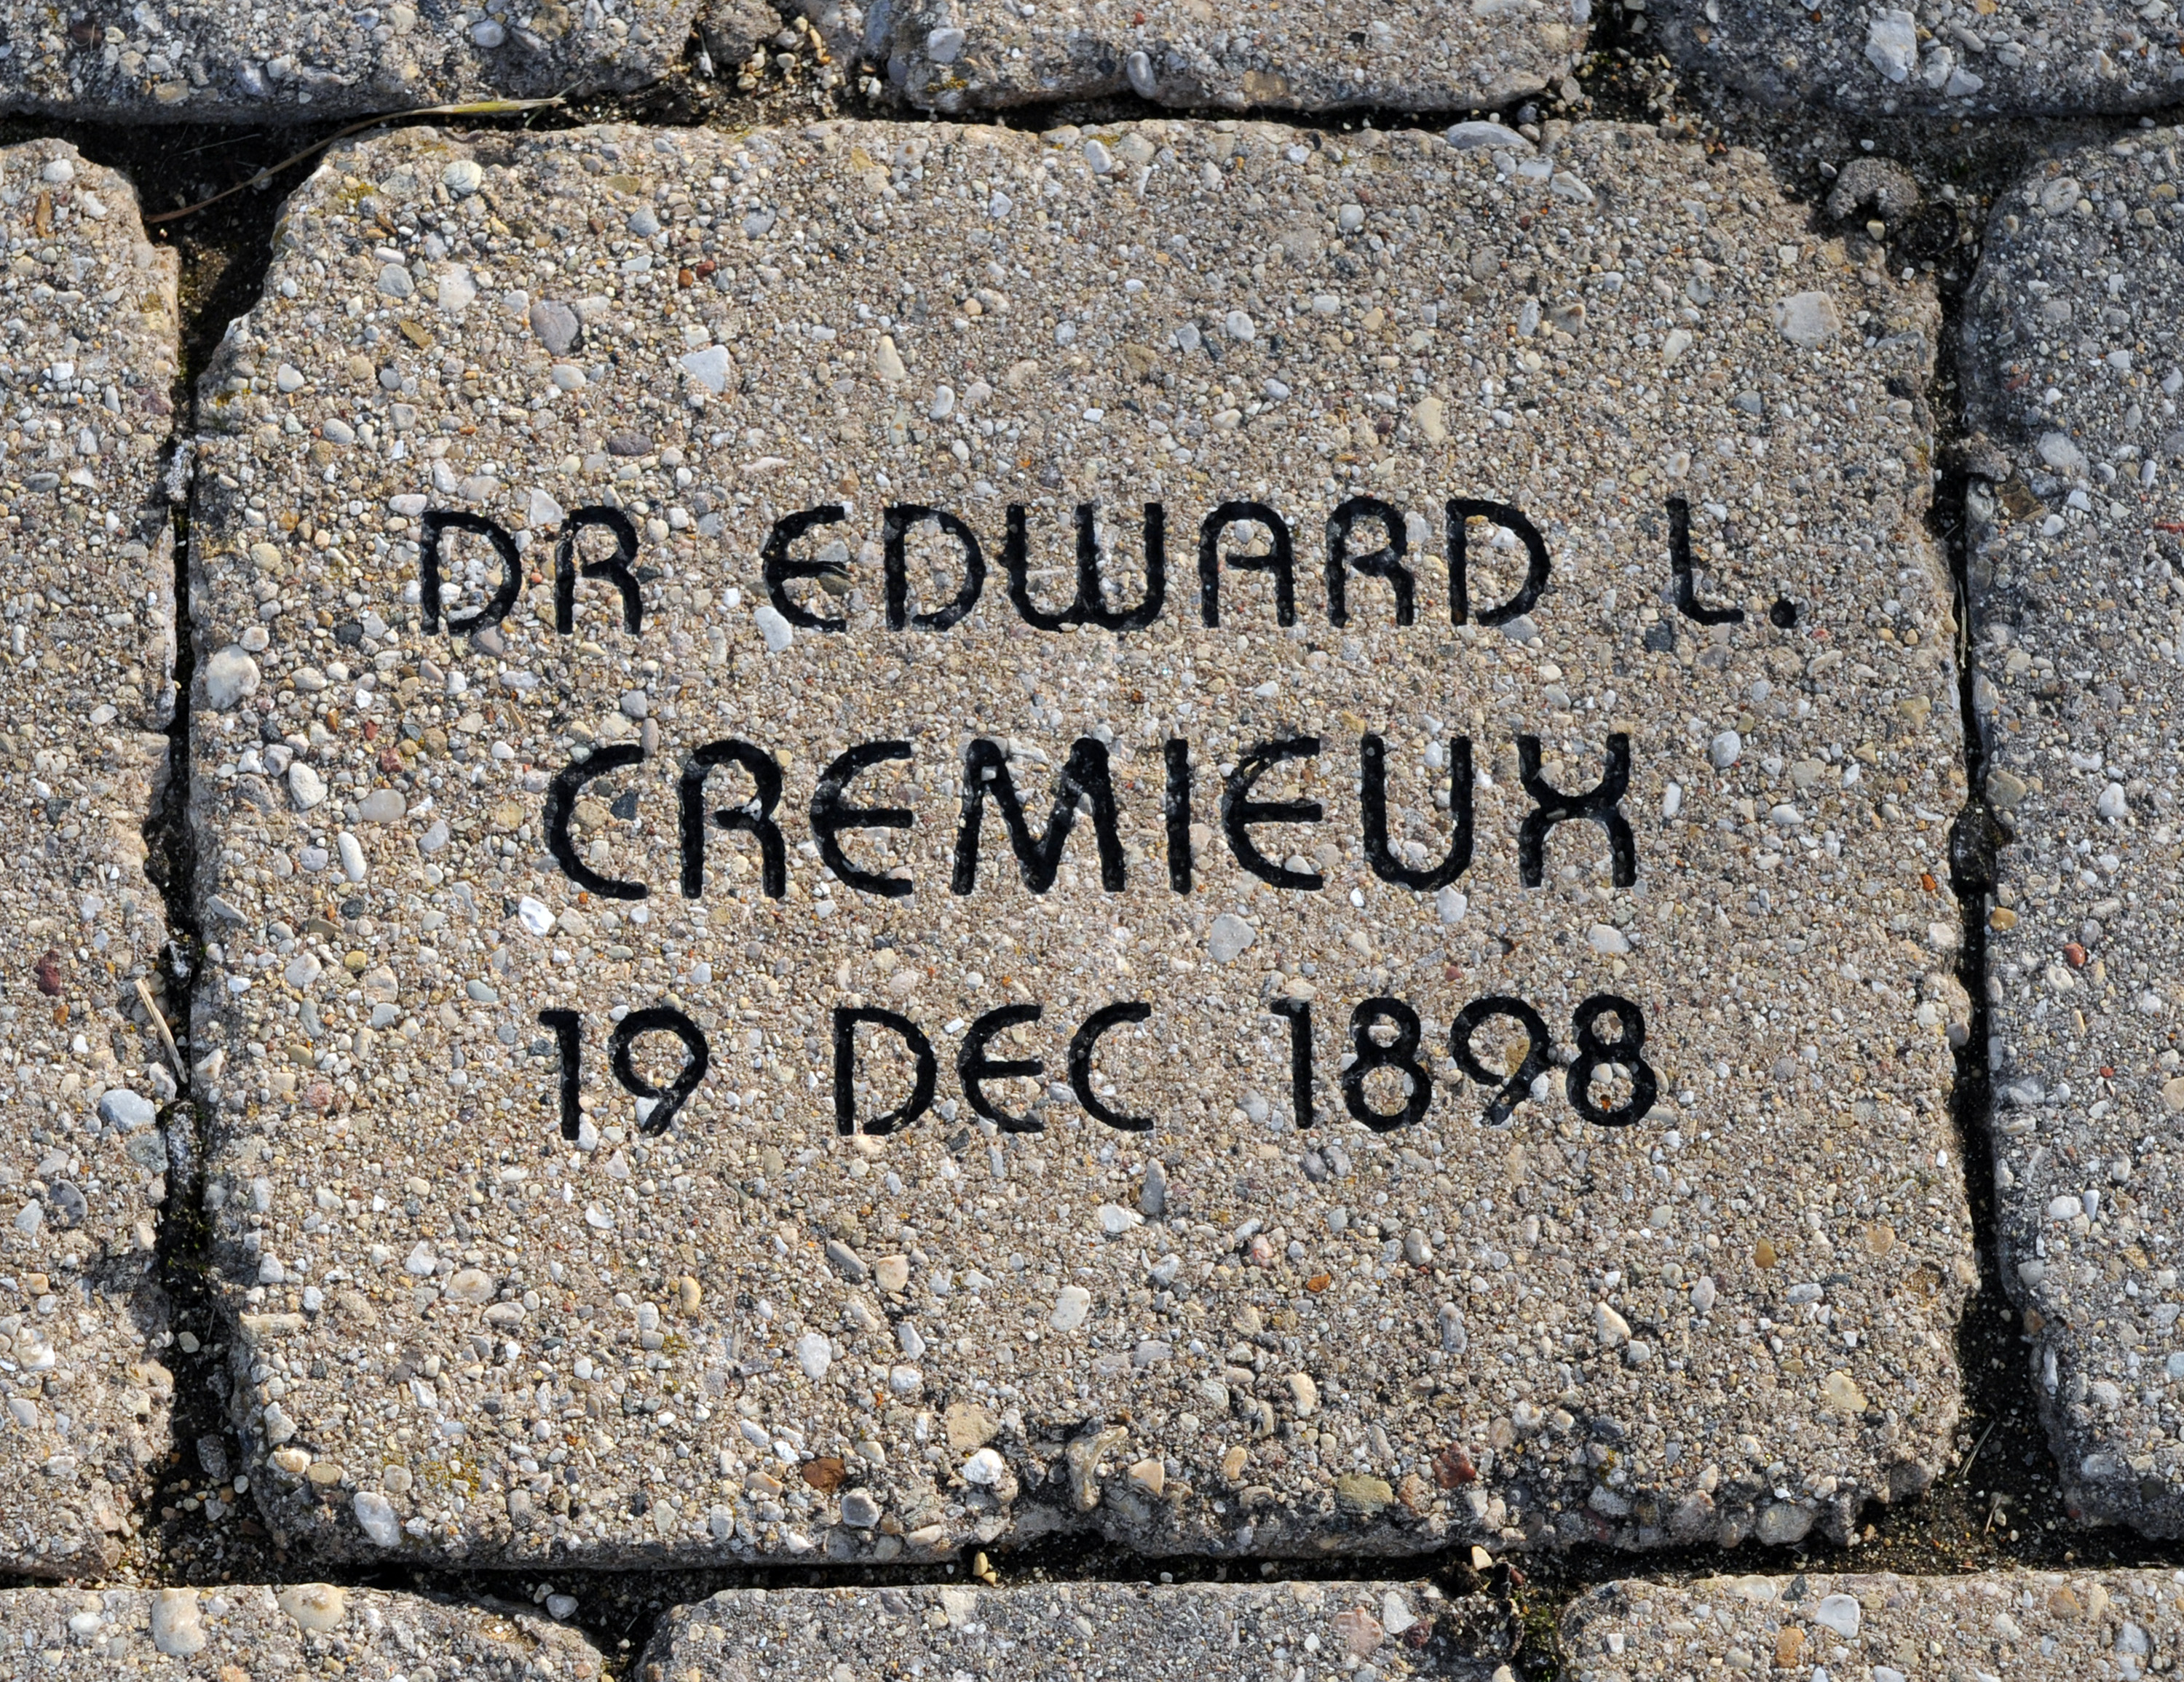 DR EDWARD L.
CREMIEUX
19 DEC 1898